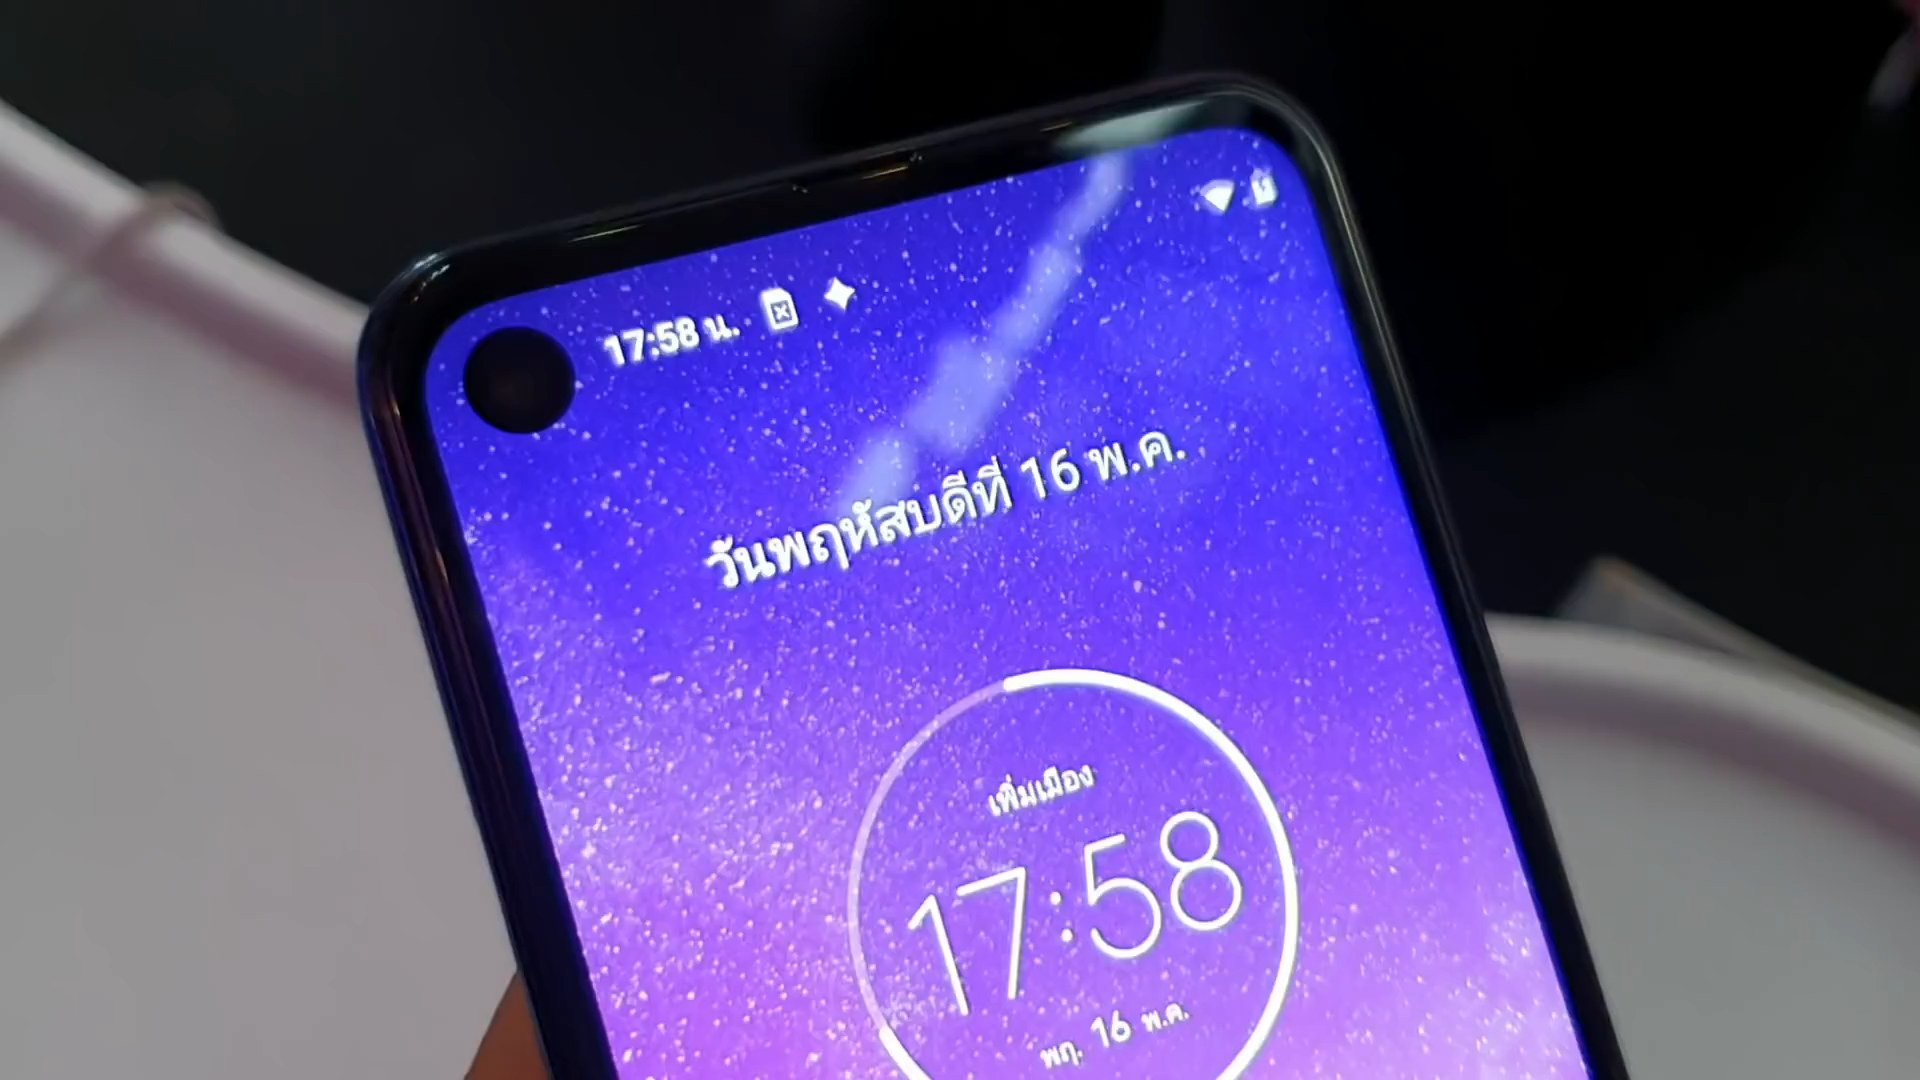 17:58 น.
วันพฤหัสบดีที่ 16 พ.ค.
เพิ่มเมือง
17:58
พฤ. 16 พ.ค.